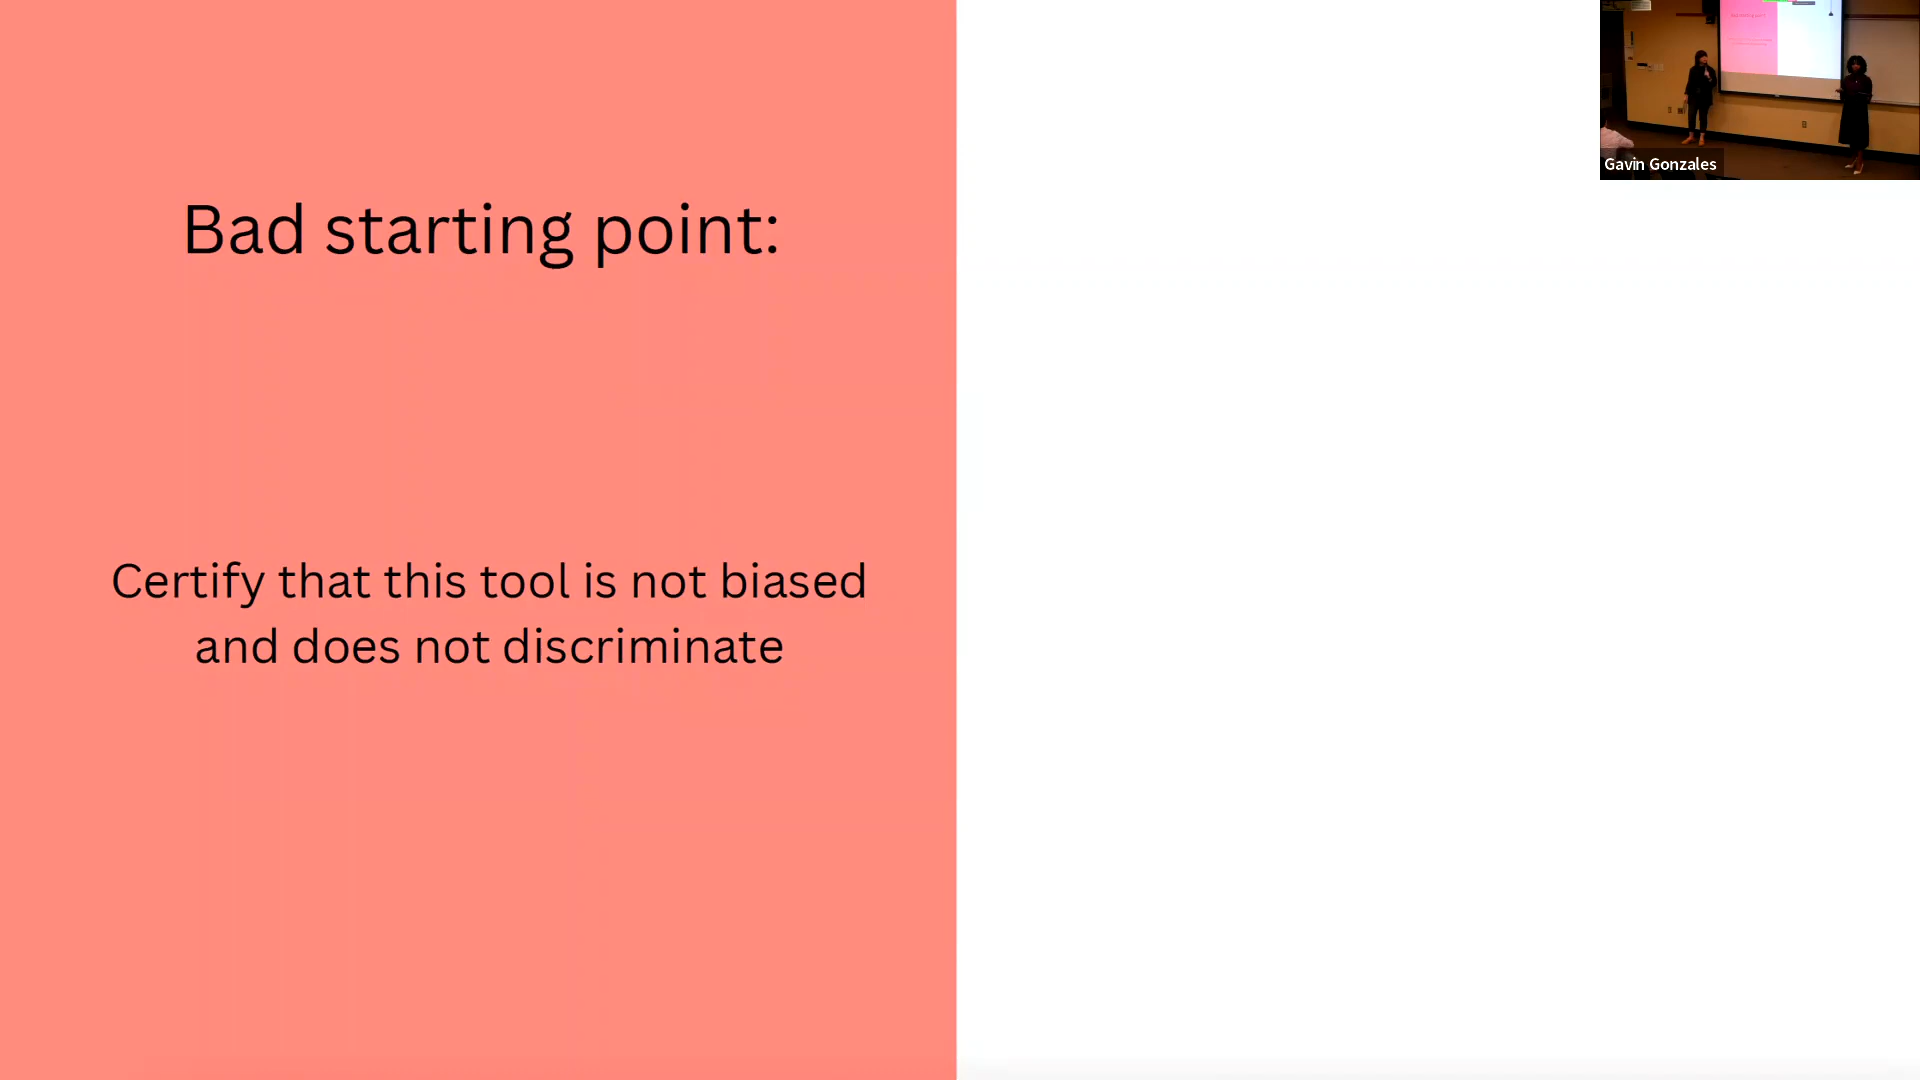 Bad starting point:
Certify that this tool is not biased
and does not discriminate
Gavin Gonzales